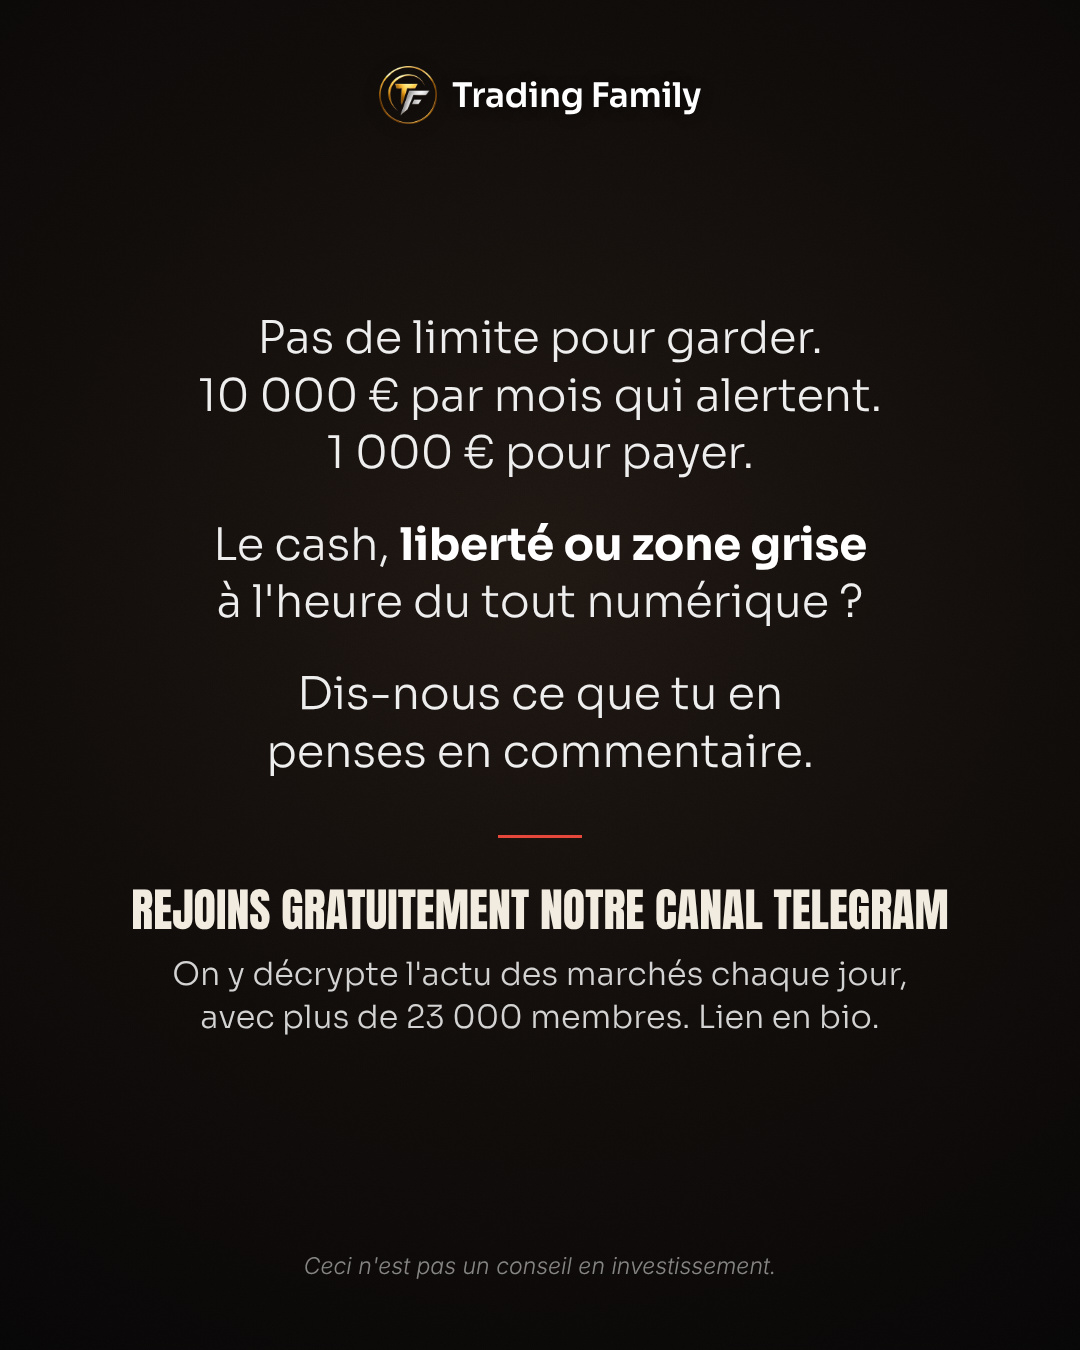 TF Trading Family
Pas de limite pour garder.
10 000 € par mois qui alertent.
1 000 € pour payer.
Le cash, liberté ou zone grise
à l'heure du tout numérique ?
Dis-nous ce que tu en
penses en commentaire.
REJOINS GRATUITEMENT NOTRE CANAL TELEGRAM
On y décrypte l'actu des marchés chaque jour,
avec plus de 23 000 membres. Lien en bio.
Ceci n'est pas un conseil en investissement.